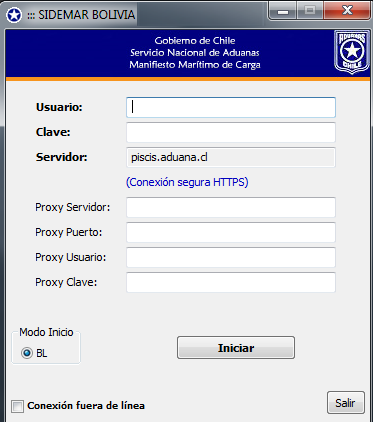 ::: SIDEMAR BOLIVIA
Gobierno de Chile
Servicio Nacional de Aduanas
Manifiesto Marítimo de Carga
ADUANAS
CHILE
Usuario:
Clave:
Servidor:
piscis.aduana.cl
(Conexión segura HTTPS)
Proxy Servidor:
Proxy Puerto:
Proxy Usuario:
Proxy Clave:
Modo Inicio
BL
Iniciar
Conexión fuera de línea
Salir